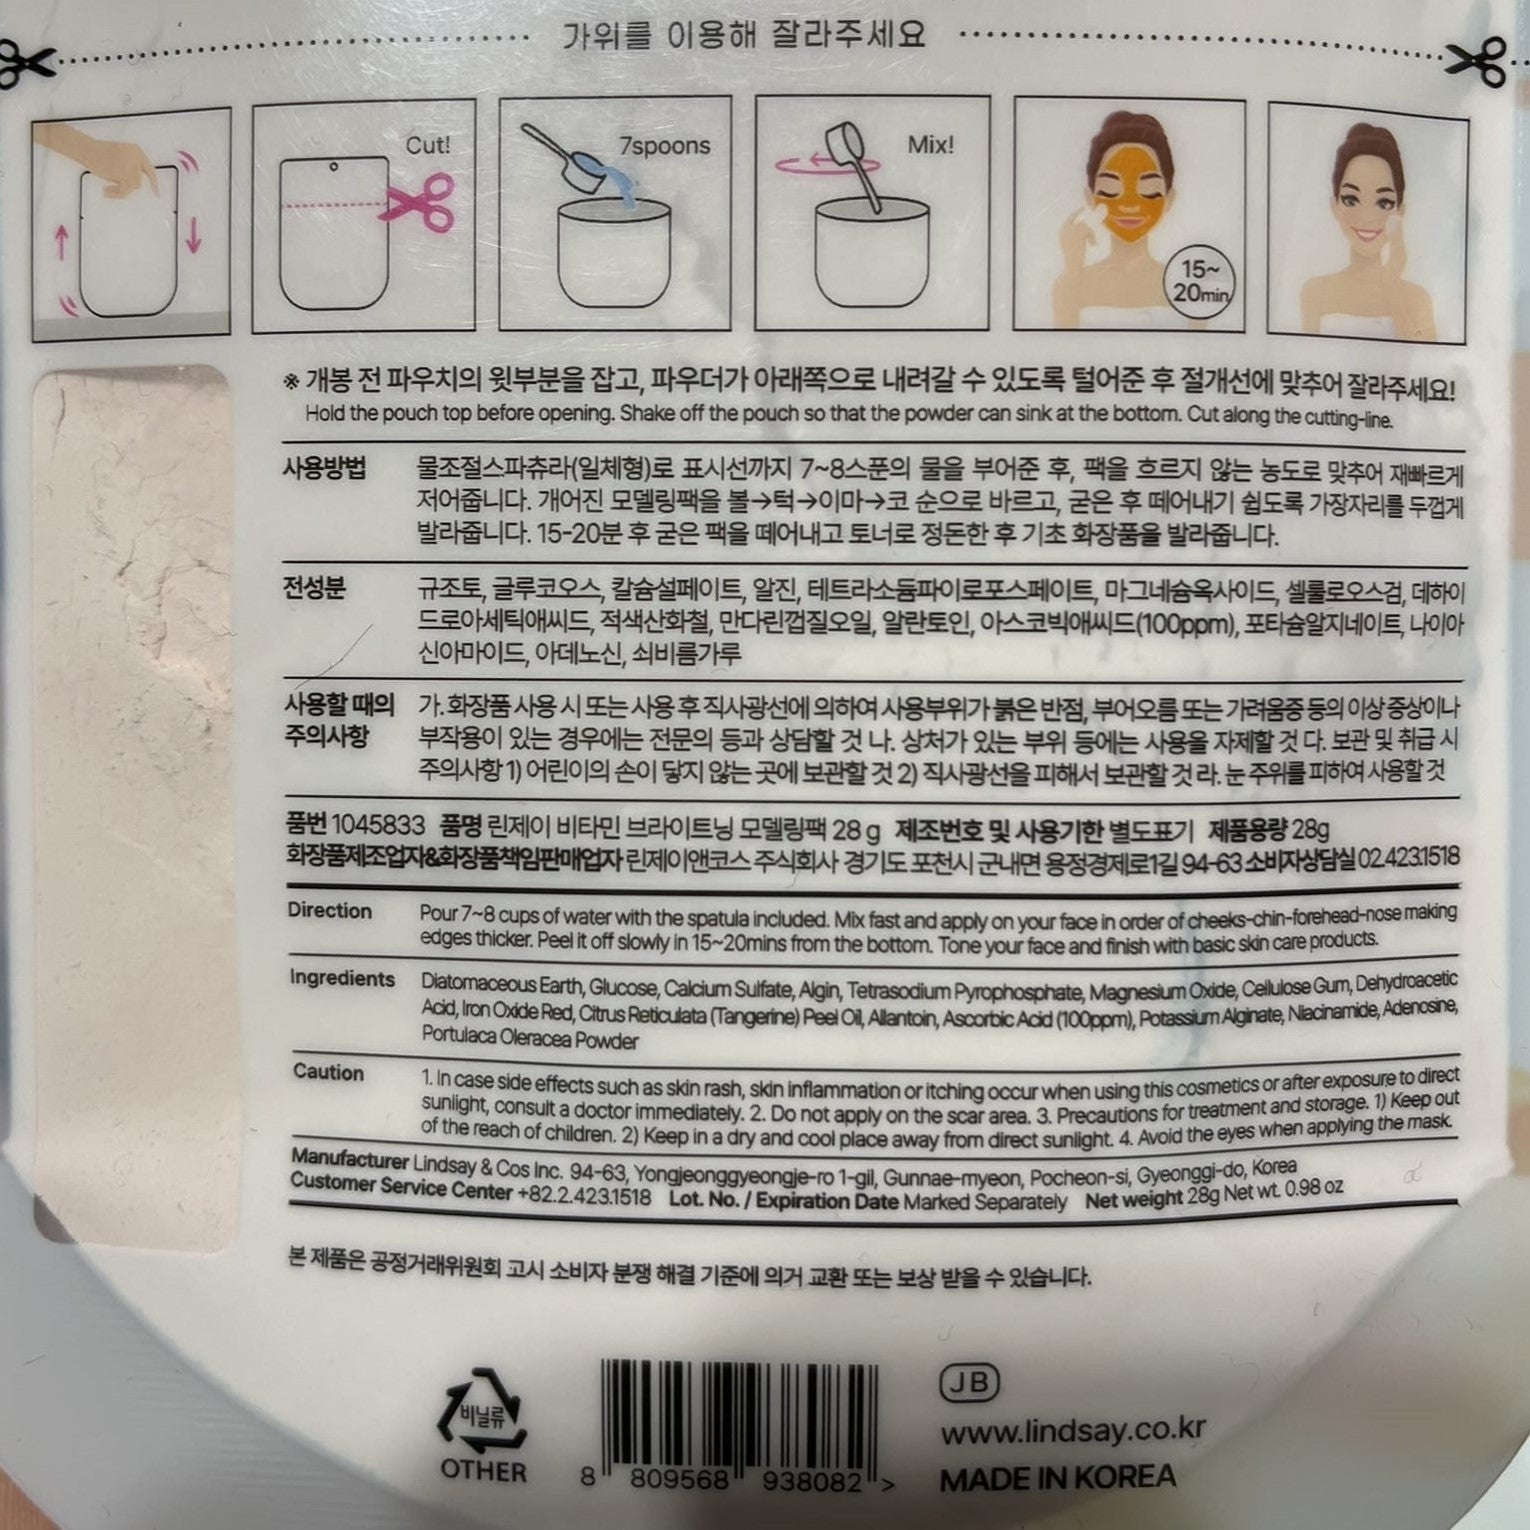 가위를 이용해 잘라주세요
Cut!
7spoons
Mix!
15~
20min
※ 개봉 전 파우치의 윗부분을 잡고, 파우더가 아래쪽으로 내려갈 수 있도록 털어준 후 절개선에 맞추어 잘라주세요!
Hold the pouch top before opening. Shake off the pouch so that the powder can sink at the bottom. Cut along the cutting-line.
사용방법 물조절스파츄라(일체형)로 표시선까지 7~8스푼의 물을 부어준 후, 팩을 흐르지 않는 농도로 맞추어 재빠르게
저어줍니다. 개어진 모델링팩을 볼→턱→이마→코 순으로 바르고, 굳은 후 떼어내기 쉽도록 가장자리를 두껍게
발라줍니다. 15-20분 후 굳은 팩을 떼어내고 토너로 정돈한 후 기초 화장품을 발라줍니다.
전성분 규조토, 글루코오스, 칼슘설페이트, 알진, 테트라소듐파이로포스페이트, 마그네슘옥사이드, 셀룰로오스검, 데하이
드로아세틱애씨드, 적색산화철, 만다린껍질오일, 알란토인, 아스코빅애씨드(100ppm), 포타슘알지네이트, 나이아
신아마이드, 아데노신, 쇠비름가루
사용할 때의 가. 화장품 사용 시 또는 사용 후 직사광선에 의하여 사용부위가 붉은 반점, 부어오름 또는 가려움증 등의 이상 증상이나
주의사항 부작용이 있는 경우에는 전문의 등과 상담할 것 나. 상처가 있는 부위 등에는 사용을 자제할 것 다. 보관 및 취급 시
주의사항 1) 어린이의 손이 닿지 않는 곳에 보관할 것 2) 직사광선을 피해서 보관할 것 라. 눈 주위를 피하여 사용할 것
품번 1045833 품명 린제이 비타민 브라이트닝 모델링팩 28 g 제조번호 및 사용기한 별도표기 제품용량 28g
화장품제조업자&화장품책임판매업자 린제이앤코스 주식회사 경기도 포천시 군내면 용정경제로1길 94-63 소비자상담실 02.423.1518
Direction Pour 7~8 cups of water with the spatula included. Mix fast and apply on your face in order of cheeks-chin-forehead-nose making
edges thicker. Peel it off slowly in 15~20mins from the bottom. Tone your face and finish with basic skin care products.
Ingredients Diatomaceous Earth, Glucose, Calcium Sulfate, Algin, Tetrasodium Pyrophosphate, Magnesium Oxide, Cellulose Gum, Dehydroacetic
Acid, Iron Oxide Red, Citrus Reticulata (Tangerine) Peel Oil, Allantoin, Ascorbic Acid (100ppm), Potassium Alginate, Niacinamide, Adenosine,
Portulaca Oleracea Powder
Caution 1. In case side effects such as skin rash, skin inflammation or itching occur when using this cosmetics or after exposure to direct
sunlight, consult a doctor immediately. 2. Do not apply on the scar area. 3. Precautions for treatment and storage. 1) Keep out
of the reach of children. 2) Keep in a dry and cool place away from direct sunlight. 4. Avoid the eyes when applying the mask.
Manufacturer Lindsay & Cos Inc. 94-63, Yongjeonggyeongje-ro 1-gil, Gunnae-myeon, Pocheon-si, Gyeonggi-do, Korea
Customer Service Center +82.2.423.1518 Lot. No. / Expiration Date Marked Separately Net weight 28g Net wt. 0.98 oz
본 제품은 공정거래위원회 고시 소비자 분쟁 해결 기준에 의거 교환 또는 보상 받을 수 있습니다.
비닐류
OTHER
8 809568 938082 >
JB
www.lindsay.co.kr
MADE IN KOREA